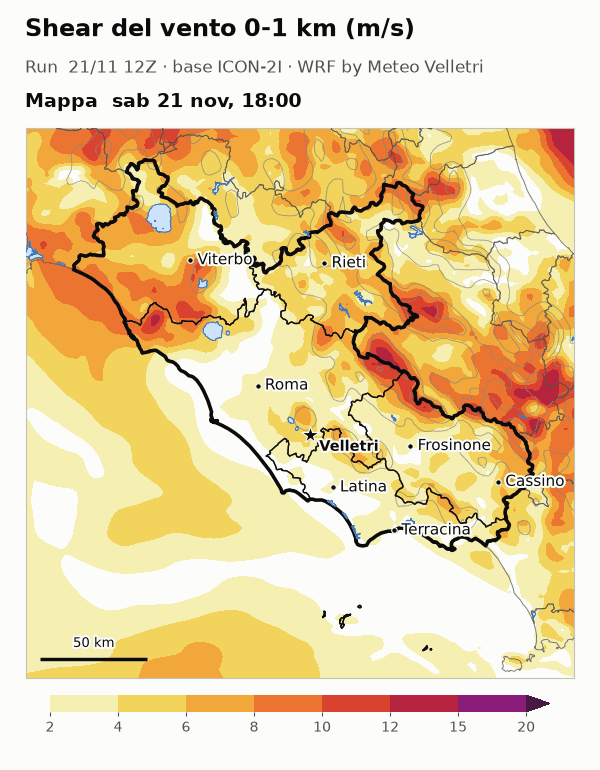 Shear del vento 0-1 km (m/s)
Run  21/11 12Z · base ICON-2I · WRF by Meteo Velletri
Mappa  sab 21 nov, 18:00
Viterbo
Rieti
Roma
Velletri
Frosinone
Latina
Cassino
Terracina
50 km
2 4 6 8 10 12 15 20